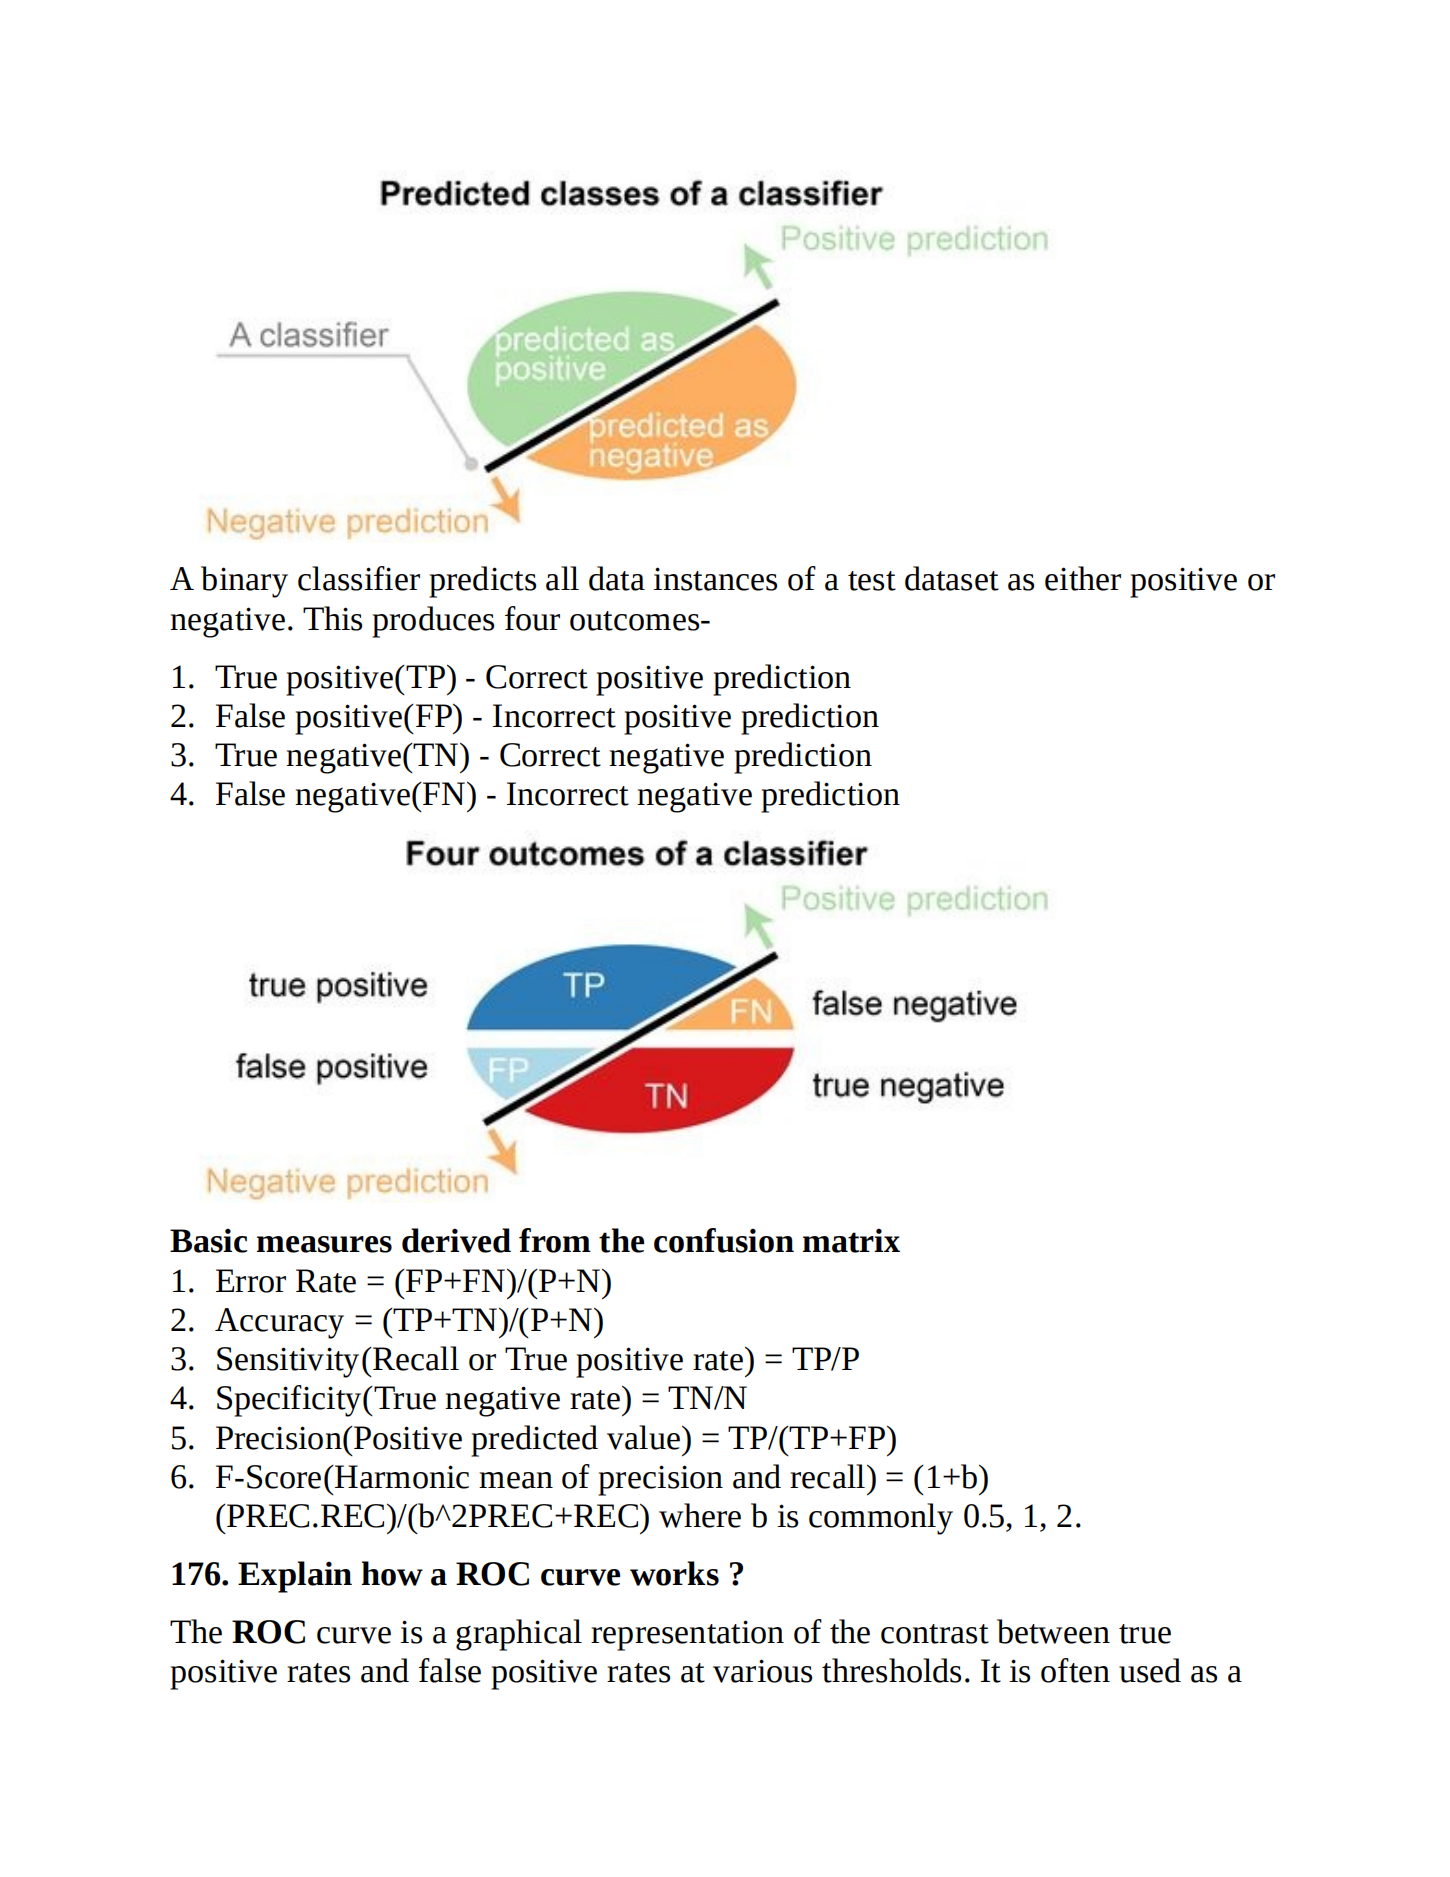 Predicted classes of a classifier
Positive prediction
A classifier
predicted as
positive
predicted as
negative
Negative prediction
A binary classifier predicts all data instances of a test dataset as either positive or
negative. This produces four outcomes-
1. True positive(TP) - Correct positive prediction
2. False positive(FP) - Incorrect positive prediction
3. True negative(TN) - Correct negative prediction
4. False negative(FN) - Incorrect negative prediction
Four outcomes of a classifier
Positive prediction
true positive
TP
FN
false negative
false positive
FP
TN
true negative
Negative prediction
Basic measures derived from the confusion matrix
1. Error Rate = (FP+FN)/(P+N)
2. Accuracy = (TP+TN)/(P+N)
3. Sensitivity(Recall or True positive rate) = TP/P
4. Specificity(True negative rate) = TN/N
5. Precision(Positive predicted value) = TP/(TP+FP)
6. F-Score(Harmonic mean of precision and recall) = (1+b)
(PREC.REC)/(b^2PREC+REC) where b is commonly 0.5, 1, 2.
176. Explain how a ROC curve works ?
The ROC curve is a graphical representation of the contrast between true
positive rates and false positive rates at various thresholds. It is often used as a